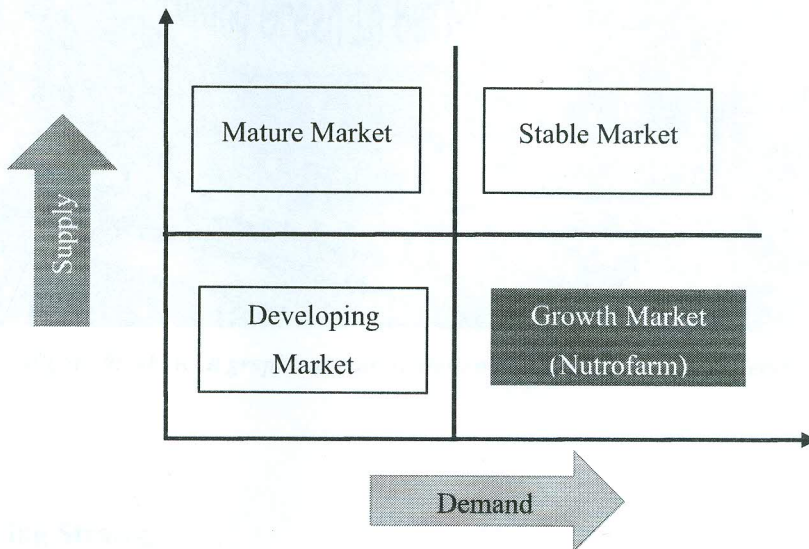 Mature Market
Stable Market
Supply
Developing
Market
Growth Market
(Nutrofarm)
Demand